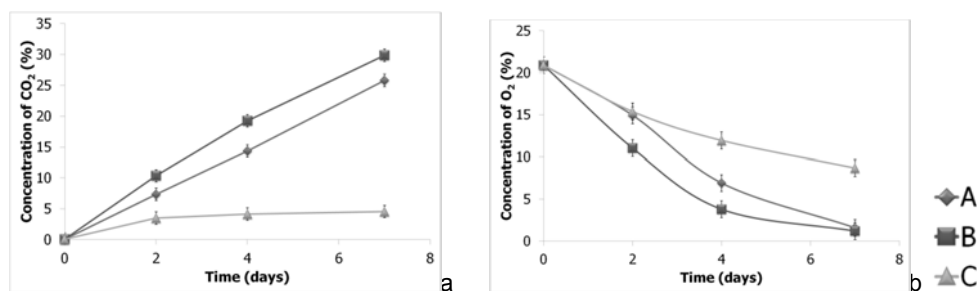 Concentration of CO₂ (%)
35
30
25
20
15
10
5
0
0 2 4 6 8
Time (days)
a
Concentration of O₂ (%)
25
20
15
10
5
0
0 2 4 6 8
Time (days)
b
A
B
C